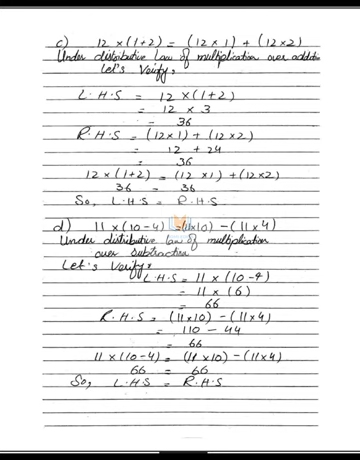 c) 12 × (1+2) = (12 × 1) + (12 × 2)
Under distributive Law of multiplication over addition
Let's Verify,
L.H.S = 12 × (1+2)
= 12 × 3
= 36
R.H.S = (12×1) + (12×2)
= 12 + 24
= 36
12 × (1+2) = (12 × 1) + (12×2)
36 = 36
So, L.H.S = R.H.S
d) 11 × (10-4) = (11×10) - (11×4)
Under distributive law of multiplication
over subtraction
Let's Verify,
L.H.S = 11 × (10-4)
= 11 × (6)
= 66
R.H.S = (11×10) - (11×4)
= 110 - 44
= 66
11 × (10-4) = (11 × 10) - (11×4)
66 = 66
So, L.H.S = R.H.S